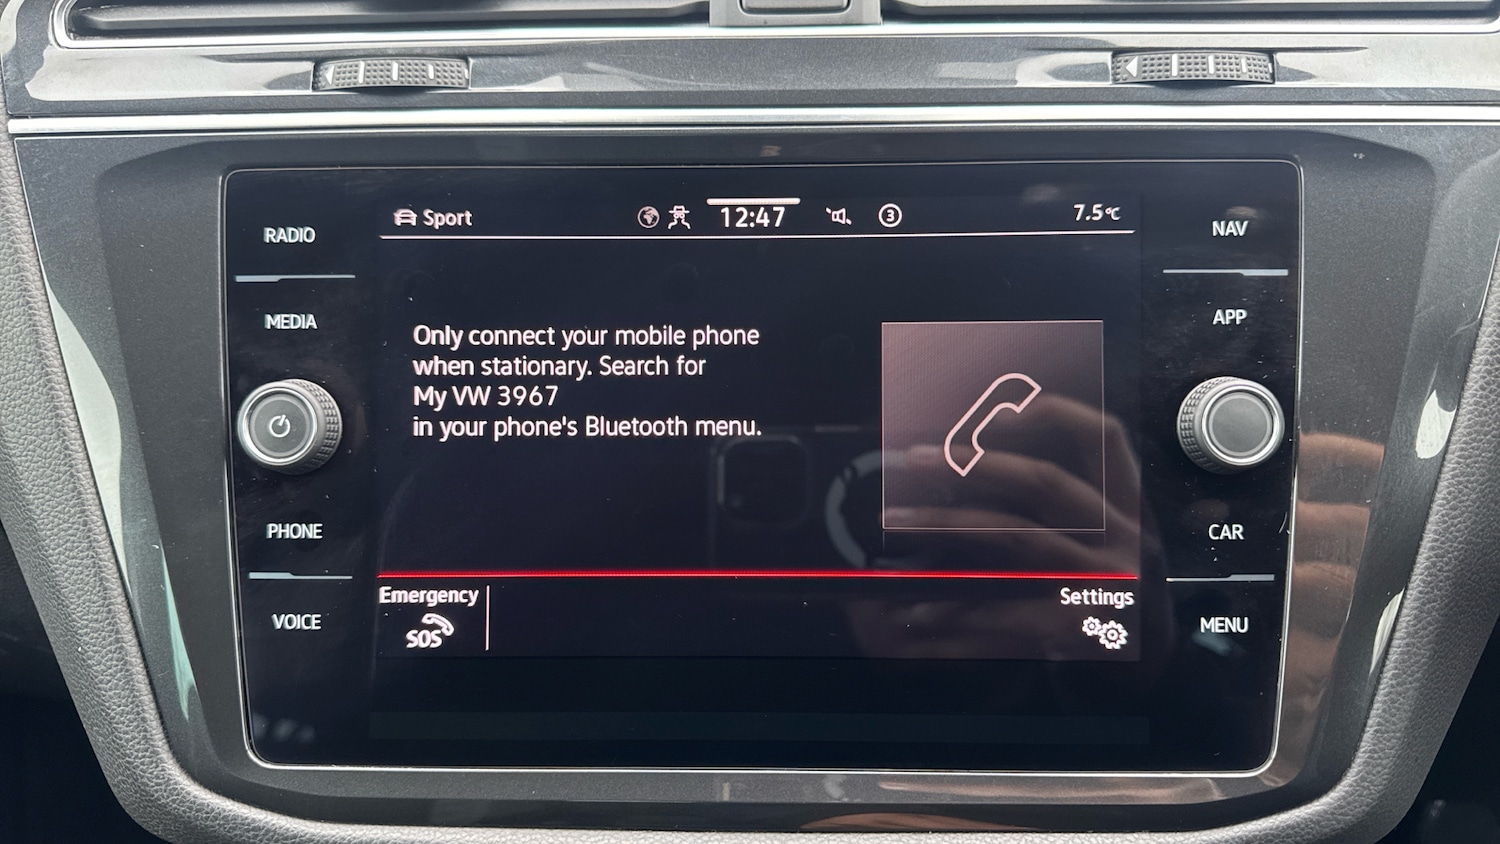 Sport
12:47
3
7.5°C
RADIO
NAV
MEDIA
APP
Only connect your mobile phone
when stationary. Search for
My VW 3967
in your phone's Bluetooth menu.
PHONE
CAR
Emergency
SOS
Settings
VOICE
MENU